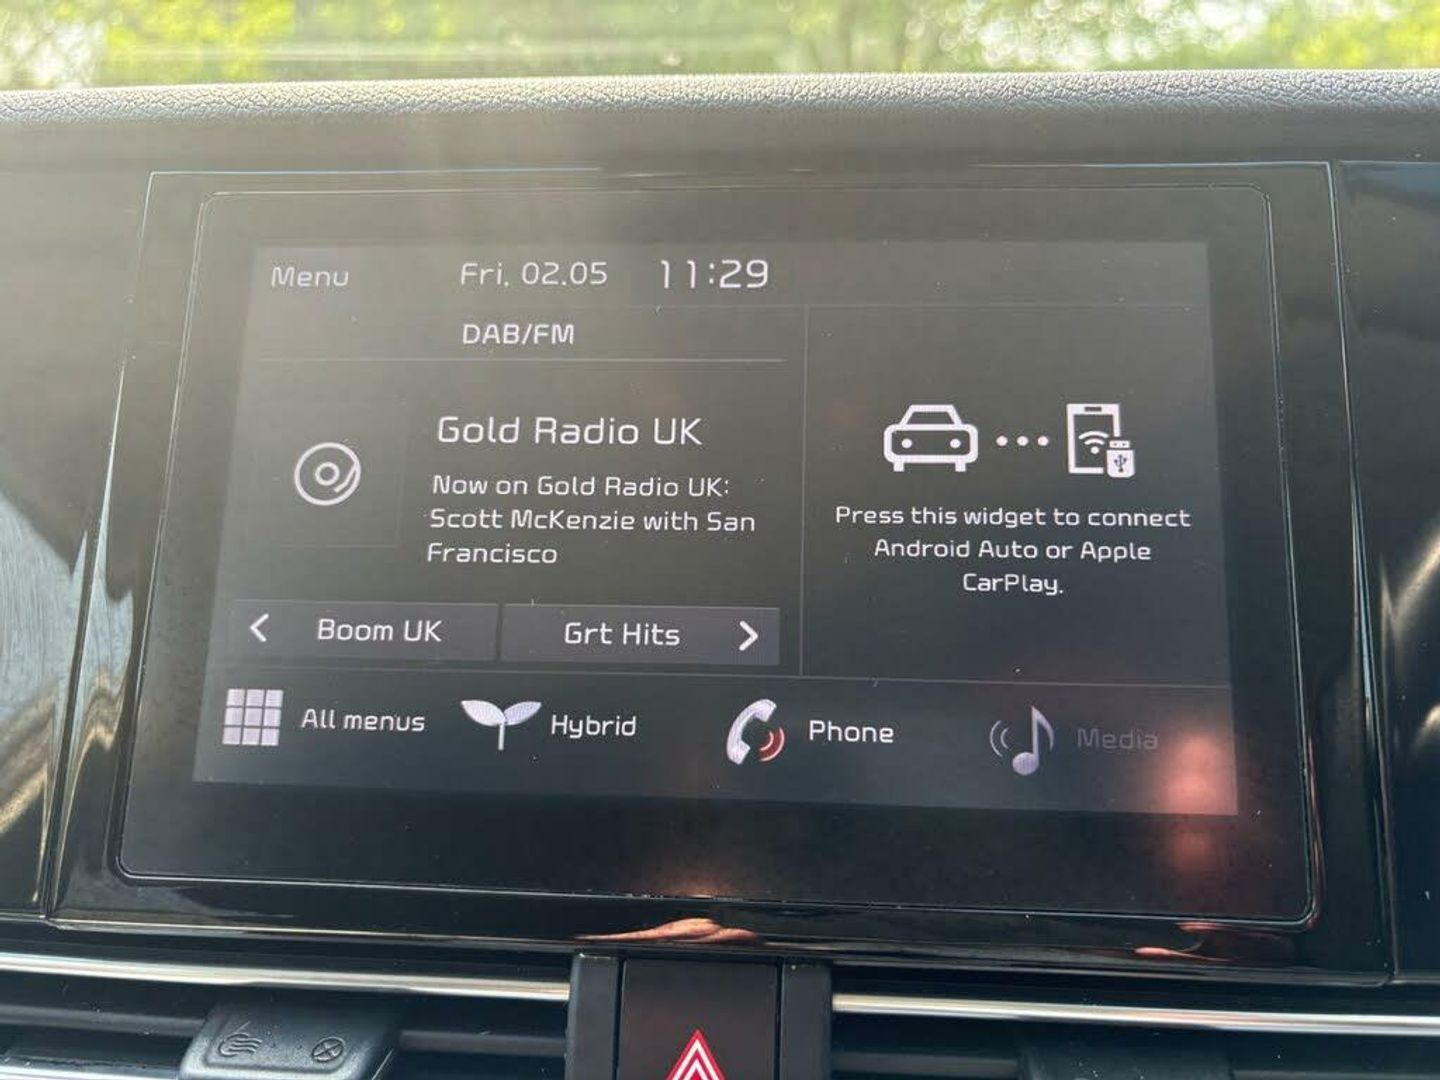 Menu Fri, 02.05 11:29
DAB/FM
Gold Radio UK
Now on Gold Radio UK:
Scott McKenzie with San
Francisco
Press this widget to connect
Android Auto or Apple
CarPlay.
< Boom UK Grt Hits >
All menus Hybrid Phone Media